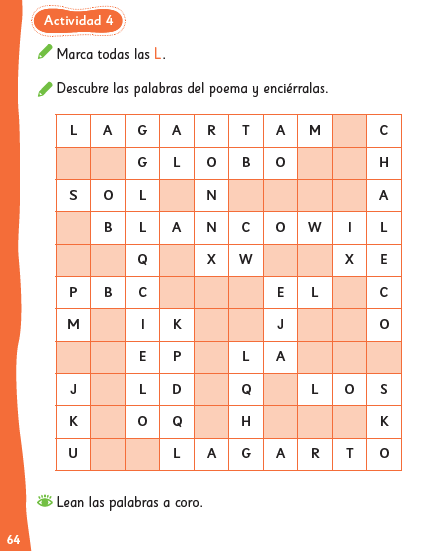 Actividad 4
Marca todas las L.
Descubre las palabras del poema y enciérralas.
L A G A R T A M C
G L O B O H
S O L N A
B L A N C O W I L
Q X W X E
P B C E L C
M I K J O
E P L A
J L D Q L O S
K O Q H K
U L A G A R T O
Lean las palabras a coro.
64